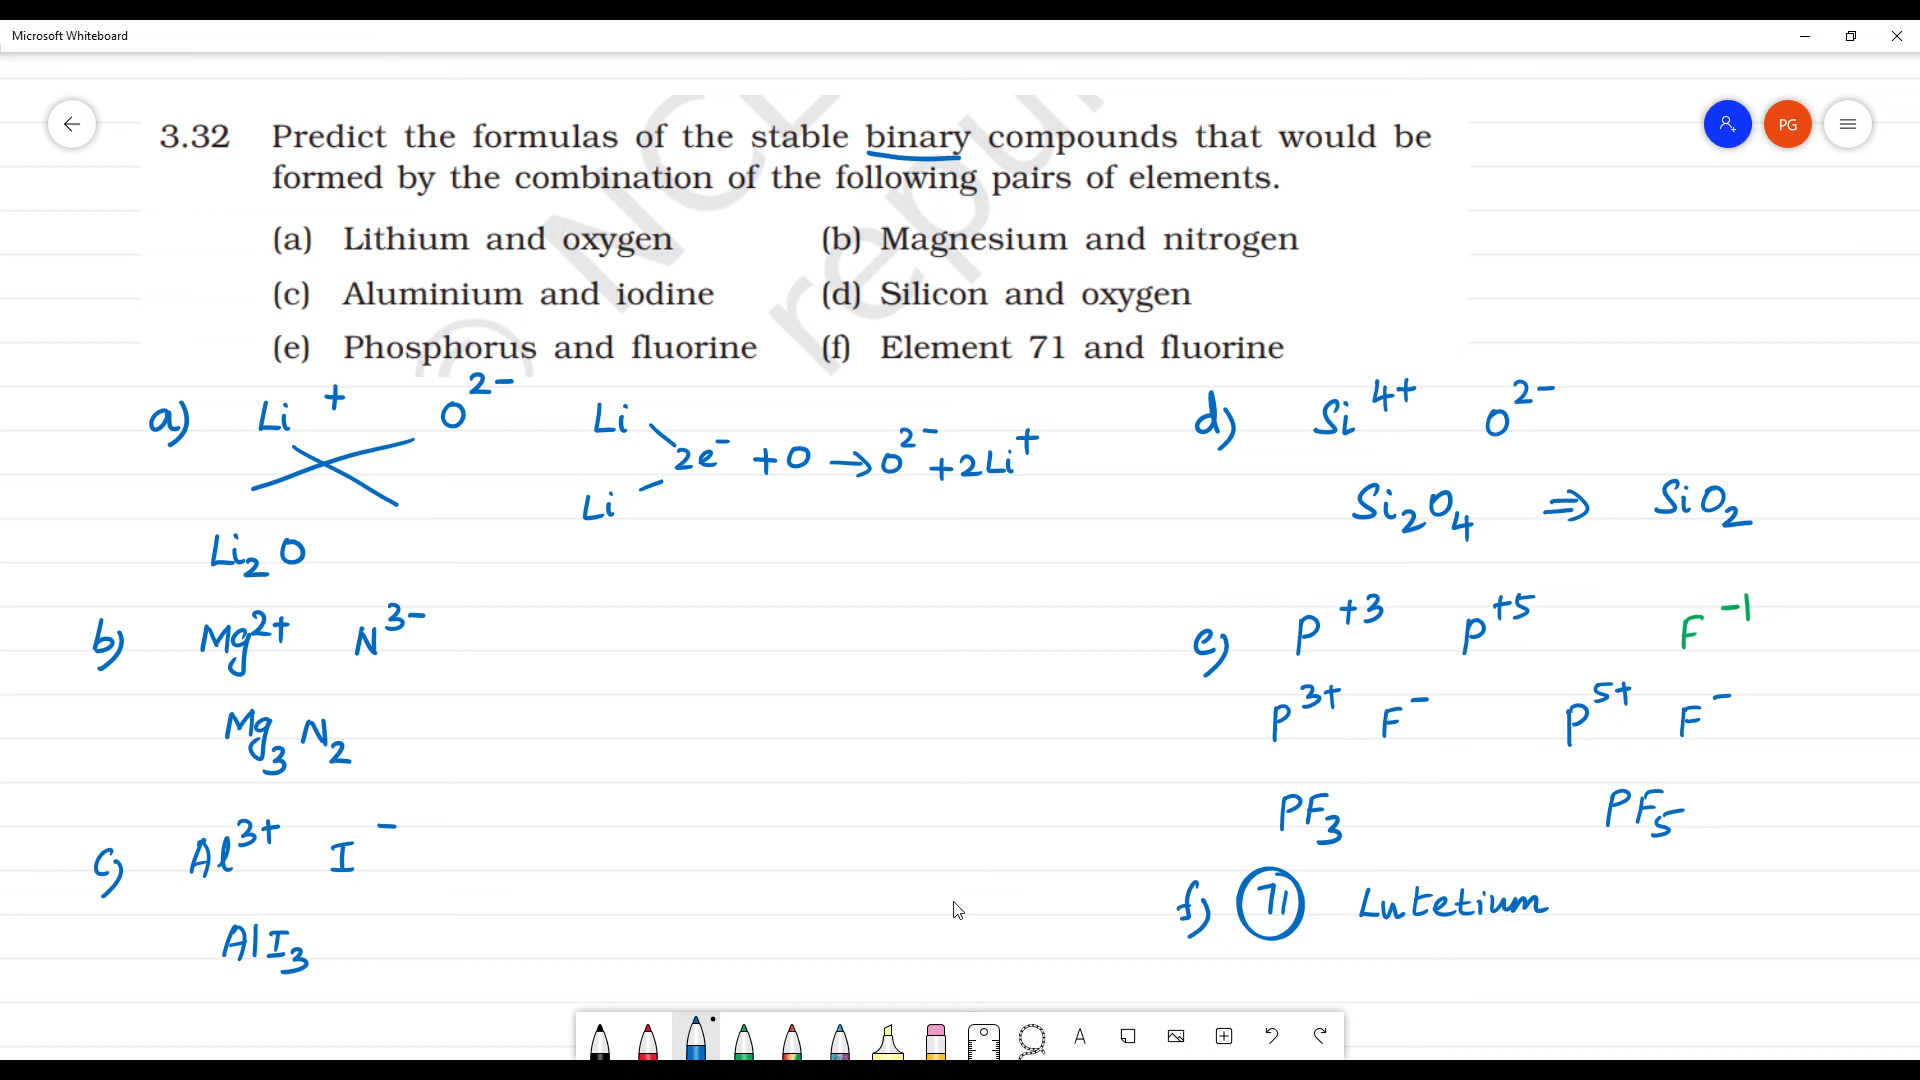 Microsoft Whiteboard
PG
3.32 Predict the formulas of the stable binary compounds that would be
formed by the combination of the following pairs of elements.
(a) Lithium and oxygen (b) Magnesium and nitrogen
(c) Aluminium and iodine (d) Silicon and oxygen
(e) Phosphorus and fluorine (f) Element 71 and fluorine
© NCE
repu
a) Li⁺ O²⁻
Li
Li 2e⁻ + O → O²⁻ + 2Li⁺
Li₂O
b) Mg²⁺ N³⁻
Mg₃N₂
c) Al³⁺ I⁻
AlI₃
d) Si⁴⁺ O²⁻
Si₂O₄ ⇒ SiO₂
e) P⁺³ P⁺⁵ F⁻¹
P³⁺ F⁻ P⁵⁺ F⁻
PF₃ PF₅
f) 71 Lutetium
A